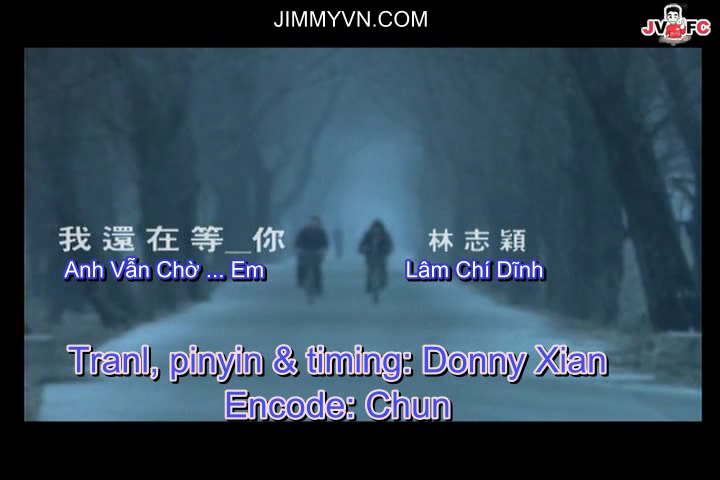 JIMMYVN.COM
JV FC
我還在等__你 林志穎
Anh Vẫn Chờ ... Em Lâm Chí Dĩnh
Tranl, pinyin & timing: Donny Xian
Encode: Chun